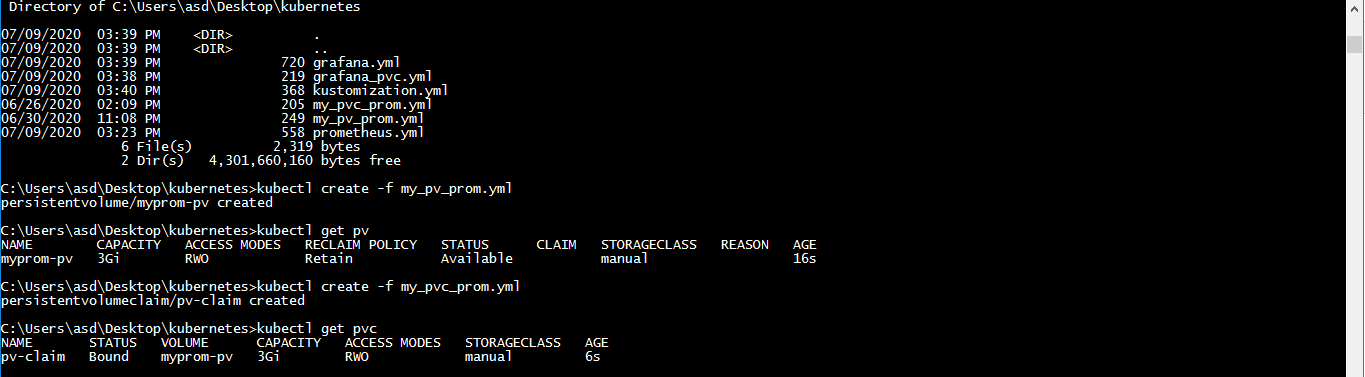 Directory of C:\Users\asd\Desktop\kubernetes
07/09/2020  03:39 PM    <DIR>          .
07/09/2020  03:39 PM    <DIR>          ..
07/09/2020  03:39 PM               720 grafana.yml
07/09/2020  03:38 PM               219 grafana_pvc.yml
07/09/2020  03:40 PM               368 kustomization.yml
06/26/2020  02:09 PM               205 my_pvc_prom.yml
06/30/2020  11:08 PM               249 my_pv_prom.yml
07/09/2020  03:23 PM               558 prometheus.yml
6 File(s)          2,319 bytes
2 Dir(s)   4,301,660,160 bytes free
C:\Users\asd\Desktop\kubernetes>kubectl create -f my_pv_prom.yml
persistentvolume/myprom-pv created
C:\Users\asd\Desktop\kubernetes>kubectl get pv
NAME        CAPACITY   ACCESS MODES   RECLAIM POLICY   STATUS      CLAIM   STORAGECLASS   REASON   AGE
myprom-pv   3Gi        RWO            Retain           Available           manual                  16s
C:\Users\asd\Desktop\kubernetes>kubectl create -f my_pvc_prom.yml
persistentvolumeclaim/pv-claim created
C:\Users\asd\Desktop\kubernetes>kubectl get pvc
NAME       STATUS   VOLUME      CAPACITY   ACCESS MODES   STORAGECLASS   AGE
pv-claim   Bound    myprom-pv   3Gi        RWO            manual         6s